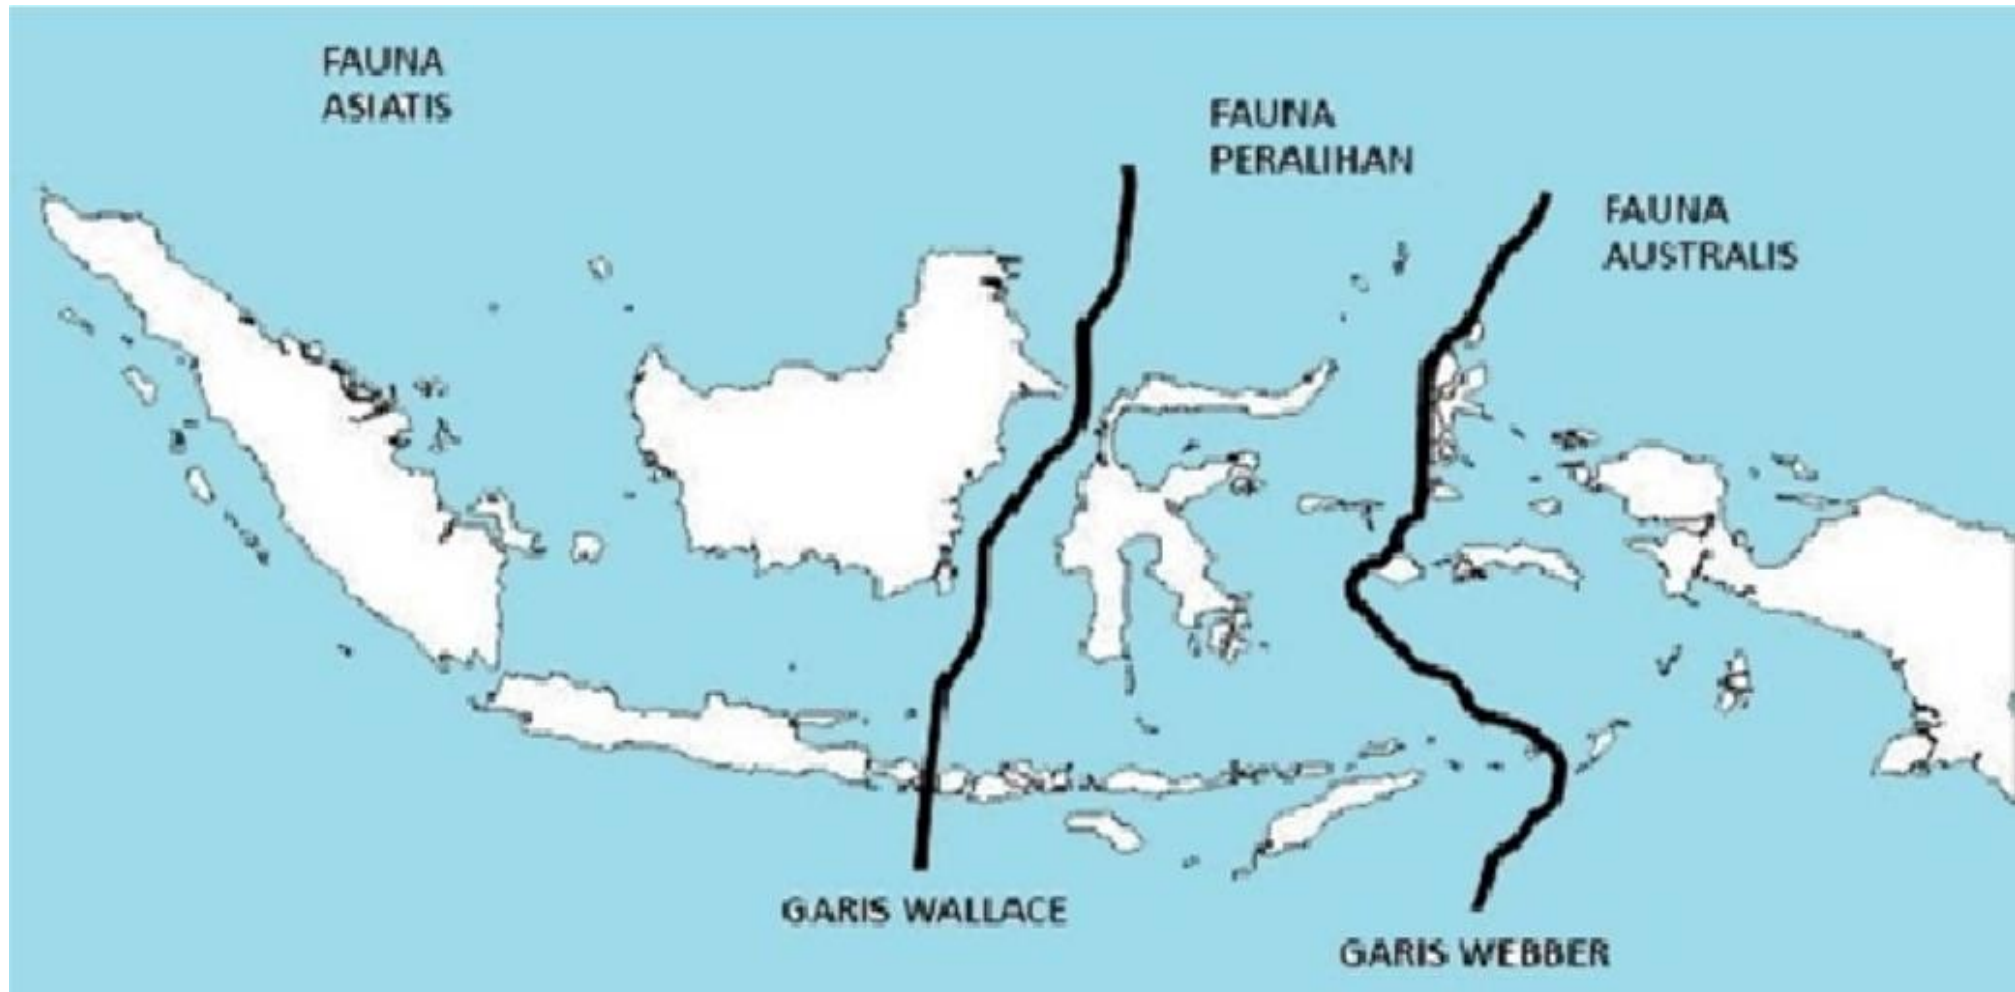 FAUNA
ASIATIS
FAUNA
PERALIHAN
FAUNA
AUSTRALIS
GARIS WALLACE
GARIS WEBBER